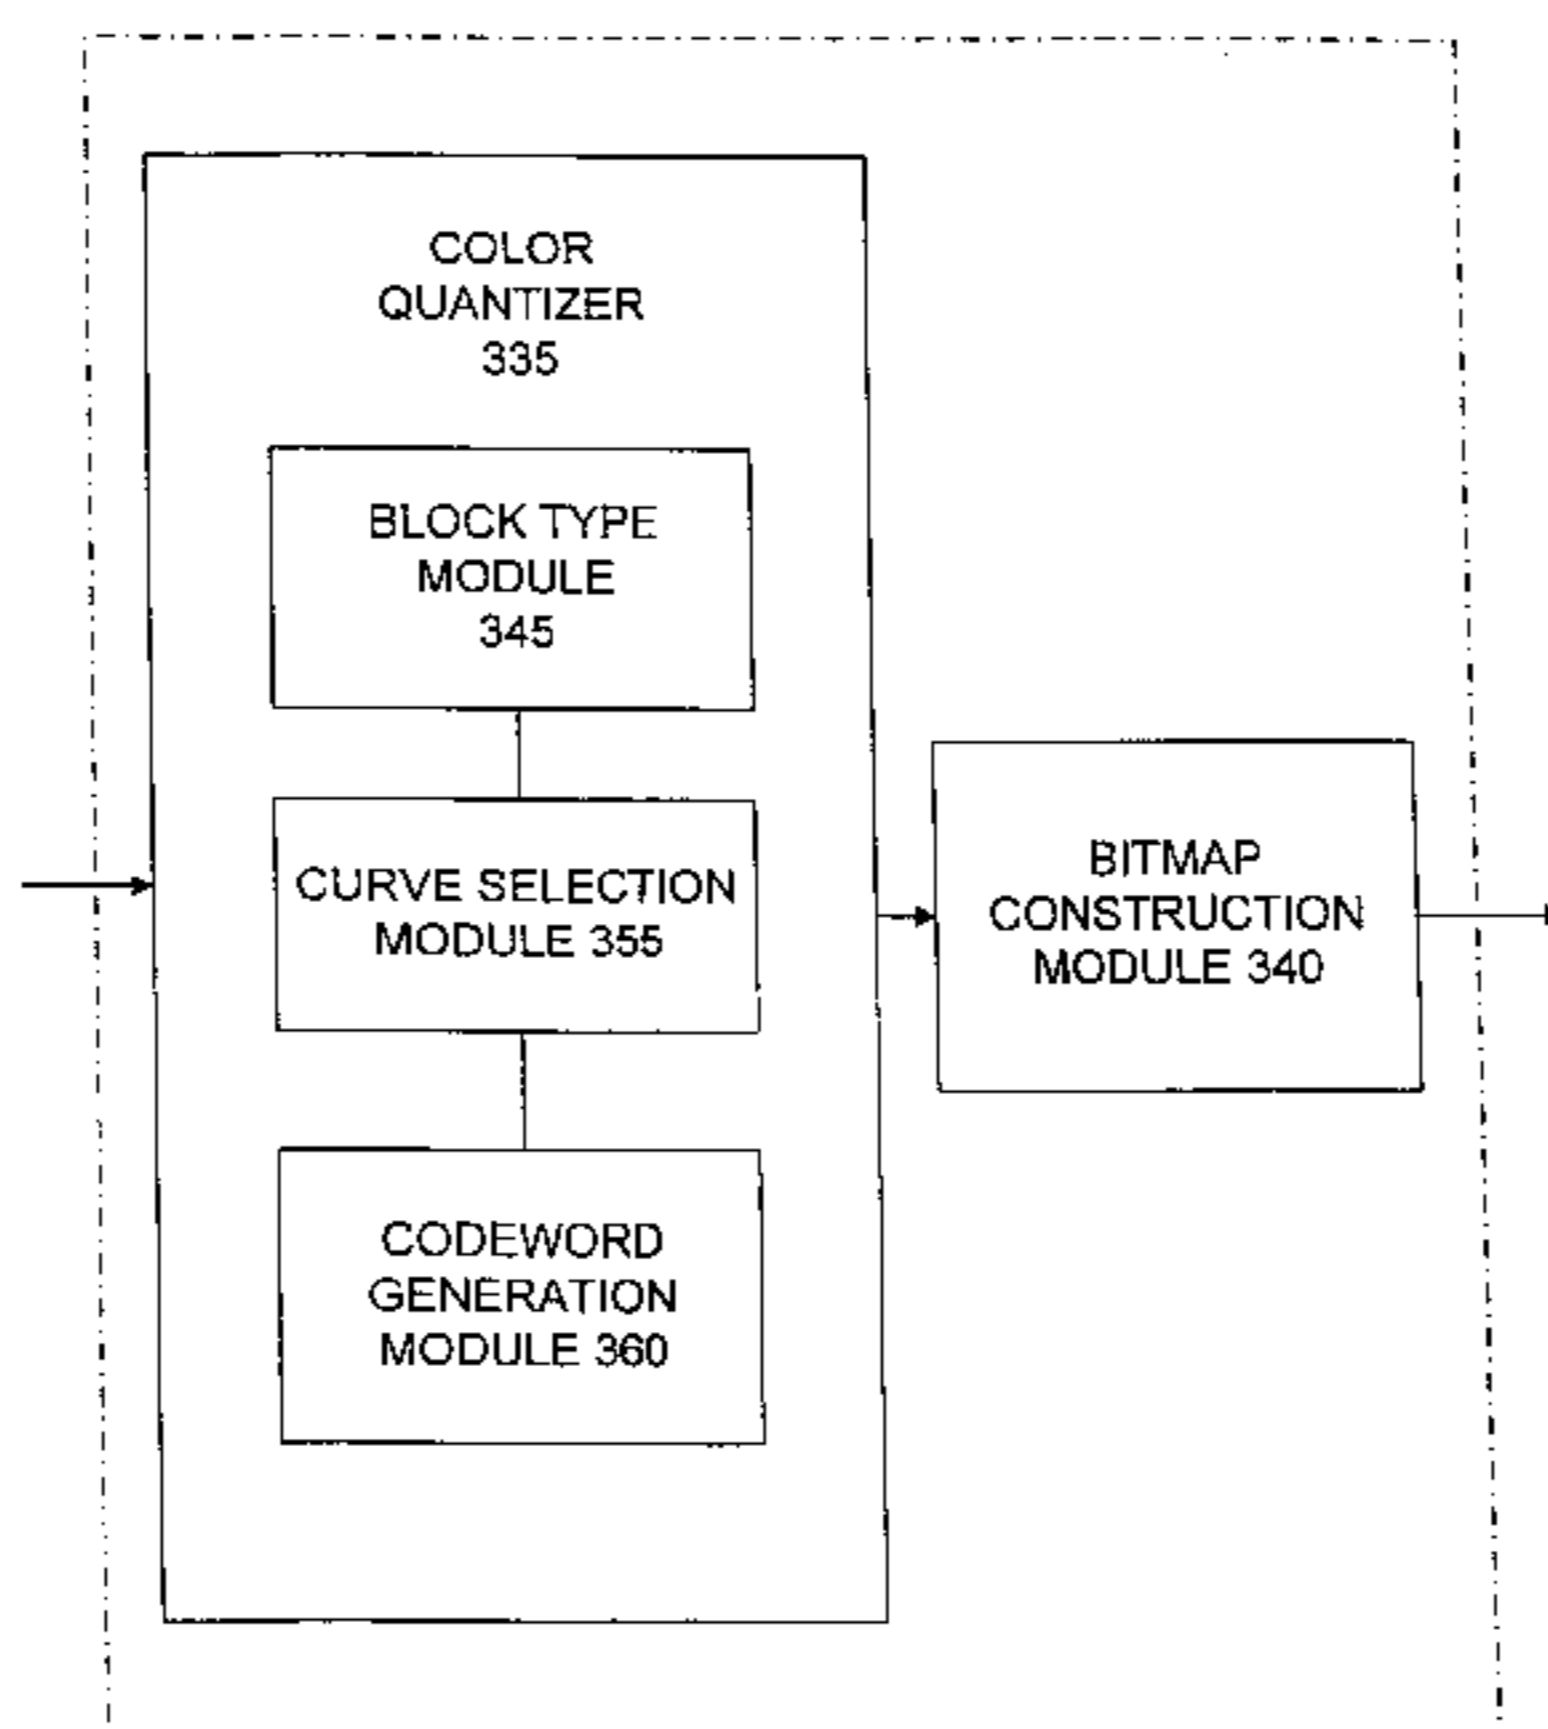 COLOR
QUANTIZER
335
BLOCK TYPE
MODULE
345
CURVE SELECTION
MODULE 355
BITMAP
CONSTRUCTION
MODULE 340
CODEWORD
GENERATION
MODULE 360